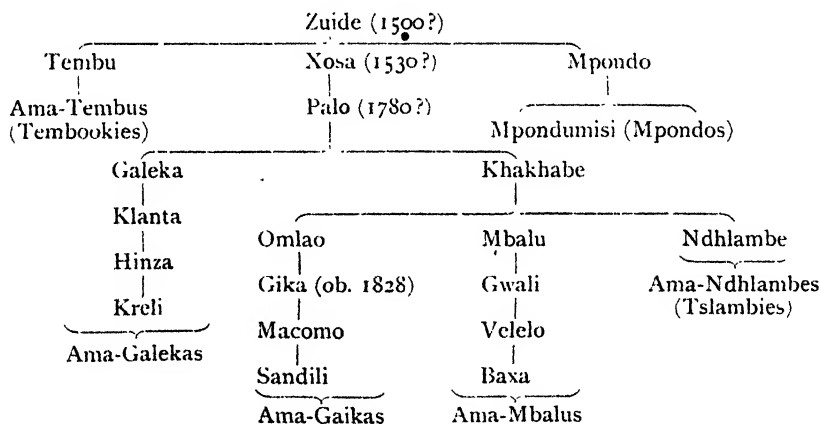 Zuide (1500?)
Tembu Xosa (1530?) Mpondo
Ama-Tembus Palo (1780?)
(Tembookies) Mpondumisi (Mpondos)
Galeka Khakhabe
Klanta
Omlao Mbalu Ndhlambe
Hinza
Gika (ob. 1828) Gwali Ama-Ndhlambes
Kreli (Tslambies)
Macomo Velelo
Ama-Galekas
Sandili Baxa
Ama-Gaikas Ama-Mbalus